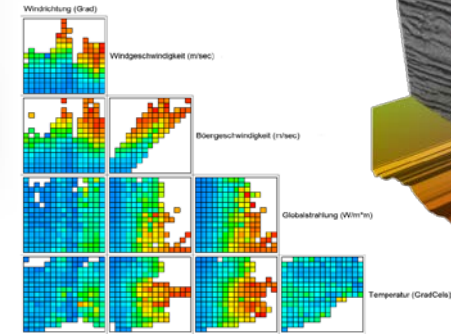 Windrichtung (Grad)
Windgeschwindigkeit (m/sec)
Böergeschwindigkeit (m/sec)
Globalstrahlung (W/m*m)
Temperatur (GradCels)